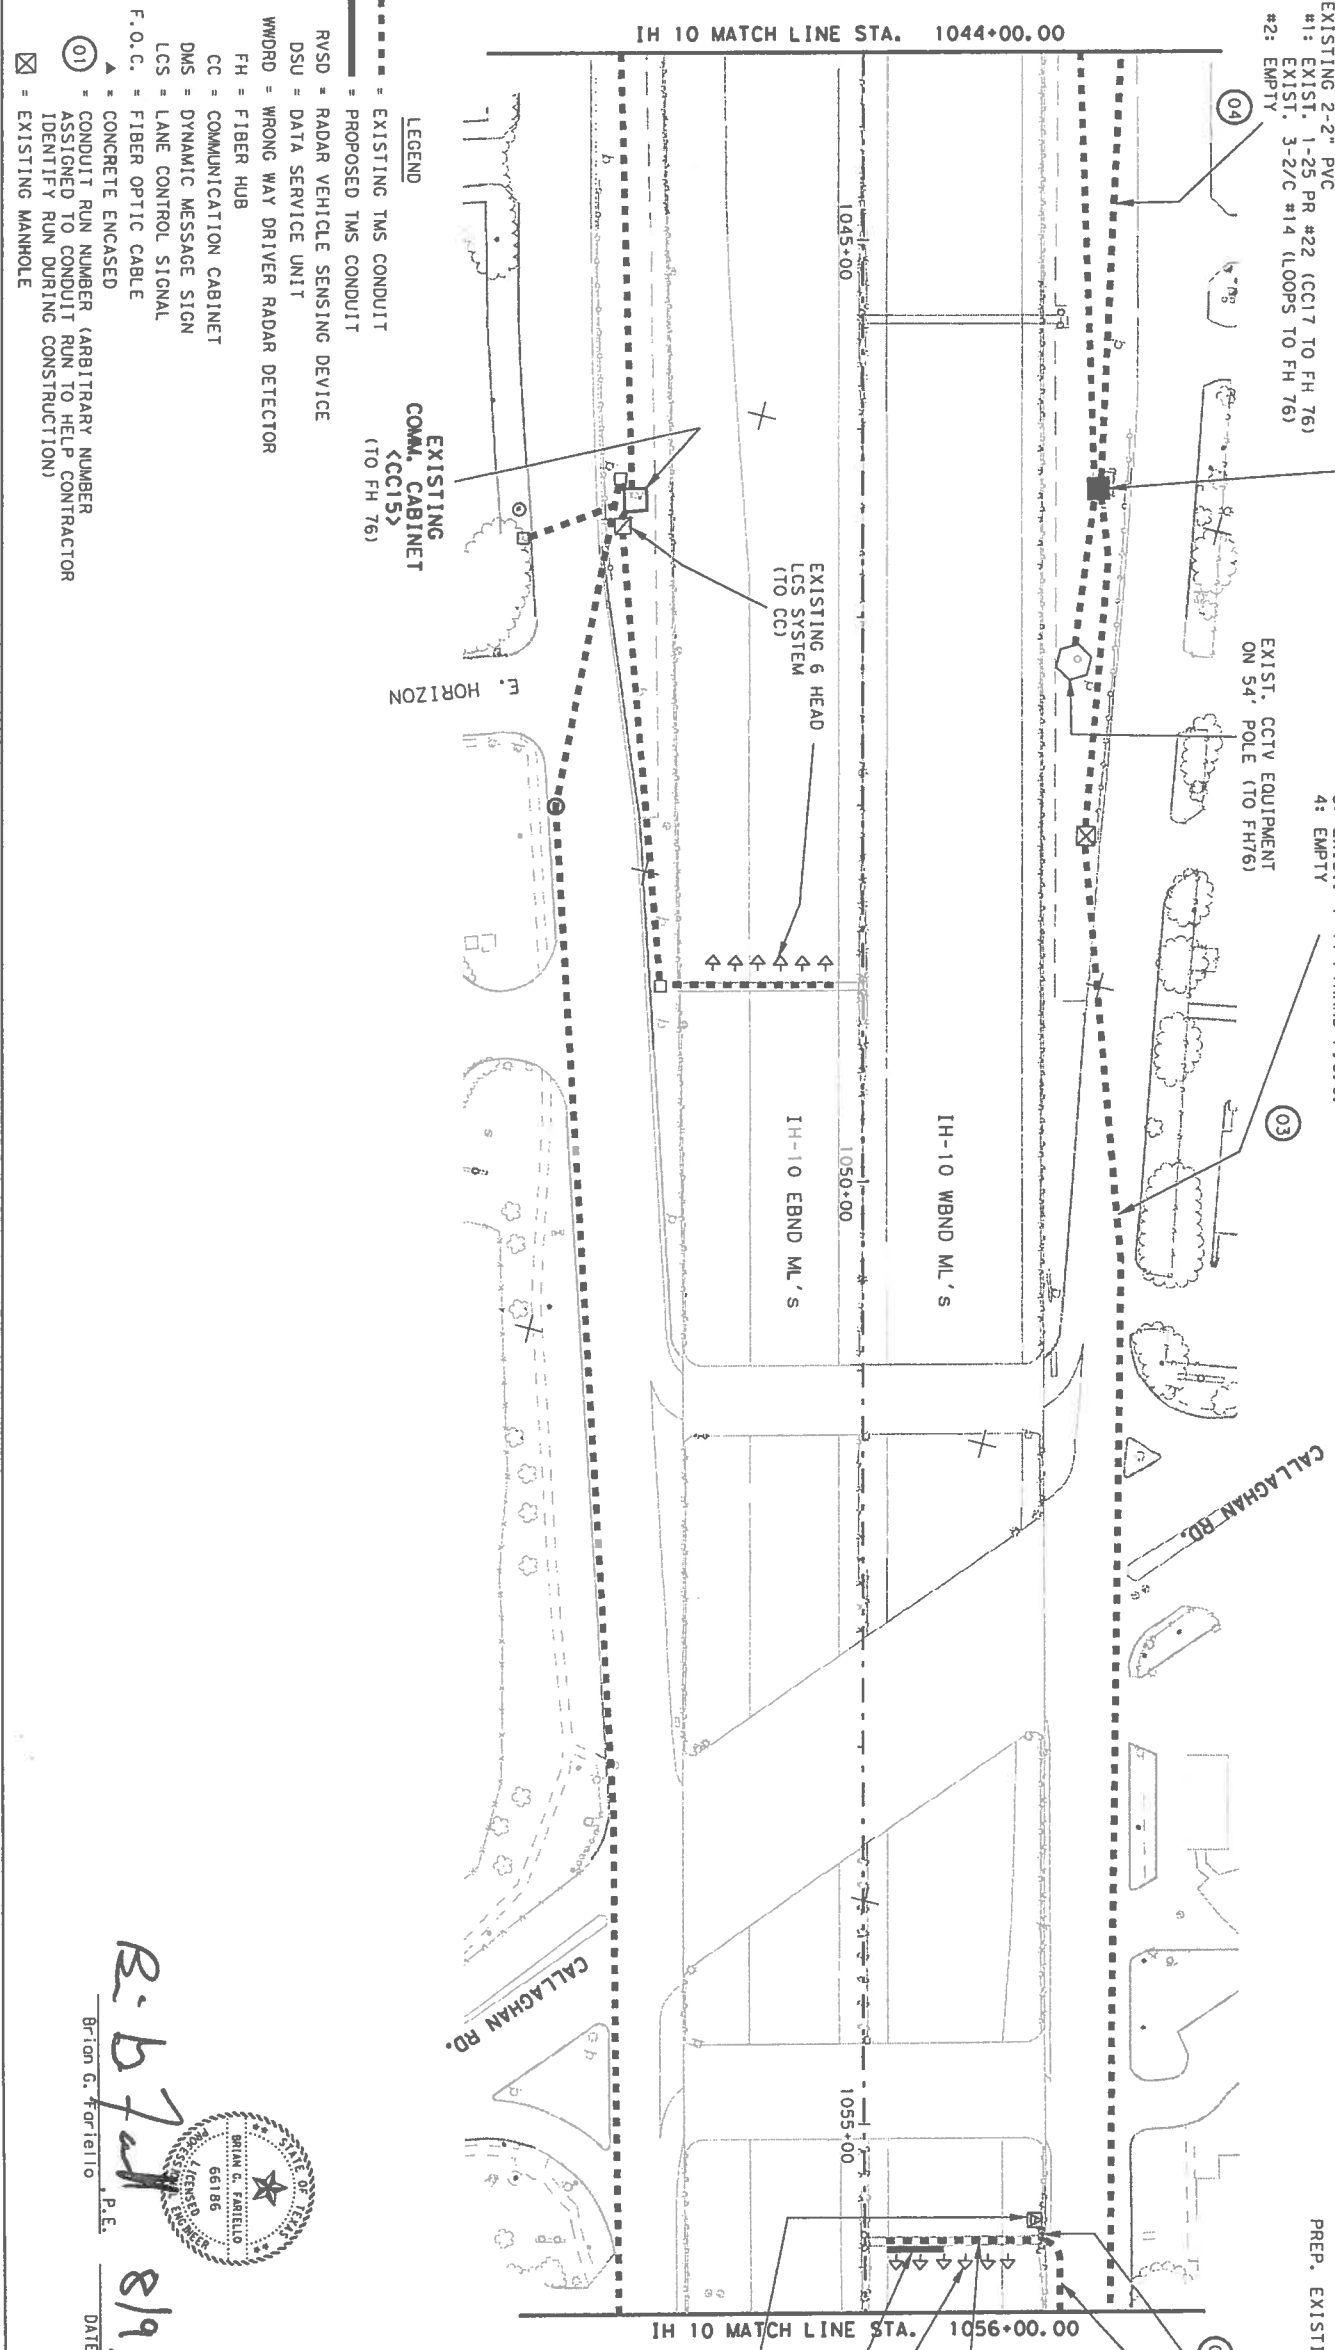 EXISTING 2-2" PVC
#1: EXIST. 1-25 PR #22 (CC17 TO FH 76)
EXIST. 3-2/C #14 (LOOPS TO FH 76)
#2: EMPTY
04
4: EMPTY
03
PREP. EXISTI
EXIST. CCTV EQUIPMENT
ON 54' POLE (TO FH76)
CALLAGHAN RD.
IH 10 MATCH LINE STA. 1044+00.00
1045+00
1050+00
1055+00
IH-10 WBND ML's
IH-10 EBND ML's
IH 10 MATCH LINE STA. 1056+00.00
EXISTING 6 HEAD
LCS SYSTEM
(TO CC)
E. HORIZON
CALLAGHAN RD.
EXISTING
COMM. CABINET
<CC15>
(TO FH 76)
LEGEND
= EXISTING TMS CONDUIT
= PROPOSED TMS CONDUIT
RVSD = RADAR VEHICLE SENSING DEVICE
DSU = DATA SERVICE UNIT
WWDRD = WRONG WAY DRIVER RADAR DETECTOR
FH = FIBER HUB
CC = COMMUNICATION CABINET
DMS = DYNAMIC MESSAGE SIGN
LCS = LANE CONTROL SIGNAL
F.O.C. = FIBER OPTIC CABLE
▲ = CONCRETE ENCASED
01 = CONDUIT RUN NUMBER (ARBITRARY NUMBER
ASSIGNED TO CONDUIT RUN TO HELP CONTRACTOR
IDENTIFY RUN DURING CONSTRUCTION)
= EXISTING MANHOLE
STATE OF TEXAS
BRIAN G. FARIELLO
66186
LICENSED
PROFESSIONAL ENGINEER
8/9
Brian G. Fariello, P.E.
DATE